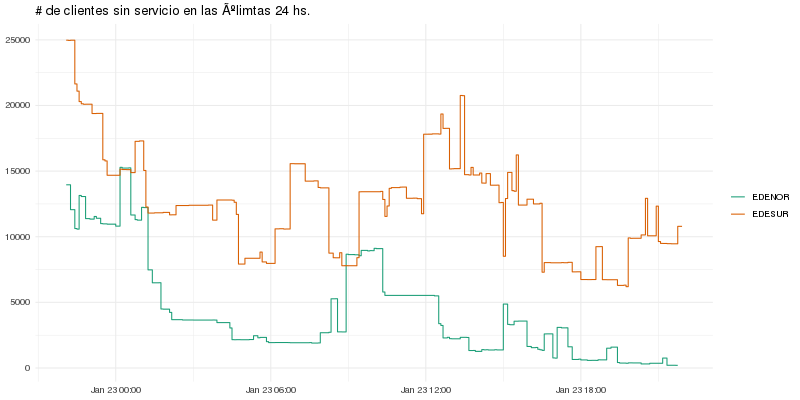 # de clientes sin servicio en las Ãºlimtas 24 hs.
25000
20000
15000
10000
5000
0
Jan 23 00:00
Jan 23 06:00
Jan 23 12:00
Jan 23 18:00
EDENOR
EDESUR